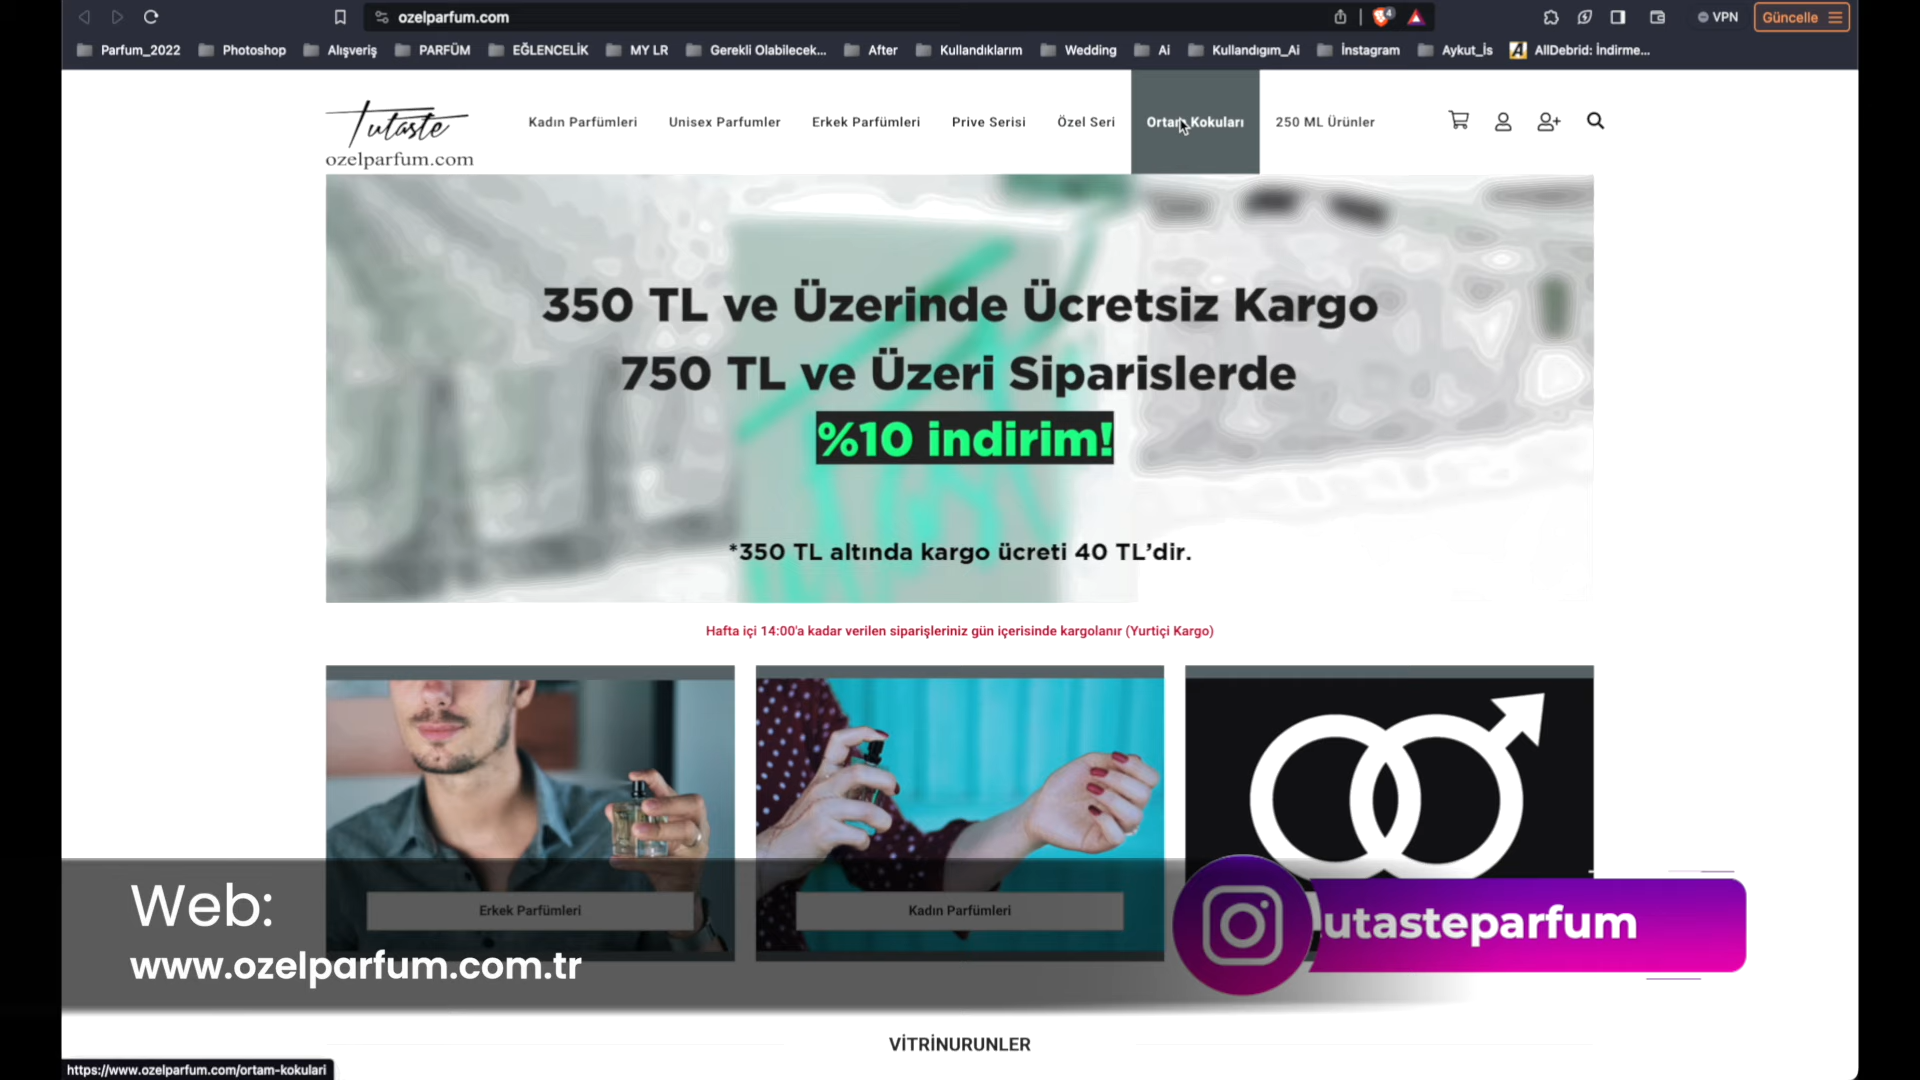 ozelparfum.com
4
VPN
Güncelle
Parfum_2022
Photoshop
Alışveriş
PARFÜM
EĞLENCELİK
MY LR
Gerekli Olabilecek...
After
Kullandıklarım
Wedding
Ai
Kullandıgım_Ai
İnstagram
Aykut_İs
AllDebrid: İndirme...
Tutaste
ozelparfum.com
Kadın Parfümleri
Unisex Parfumler
Erkek Parfümleri
Prive Serisi
Özel Seri
Ortam Kokuları
250 ML Ürünler
350 TL ve Üzerinde Ücretsiz Kargo
750 TL ve Üzeri Siparislerde
%10 indirim!
*350 TL altında kargo ücreti 40 TL’dir.
Hafta içi 14:00'a kadar verilen siparişleriniz gün içerisinde kargolanır (Yurtiçi Kargo)
Erkek Parfümleri
Kadın Parfümleri
Web:
www.ozelparfum.com.tr
utasteparfum
VİTRİNURUNLER
https://www.ozelparfum.com/ortam-kokulari